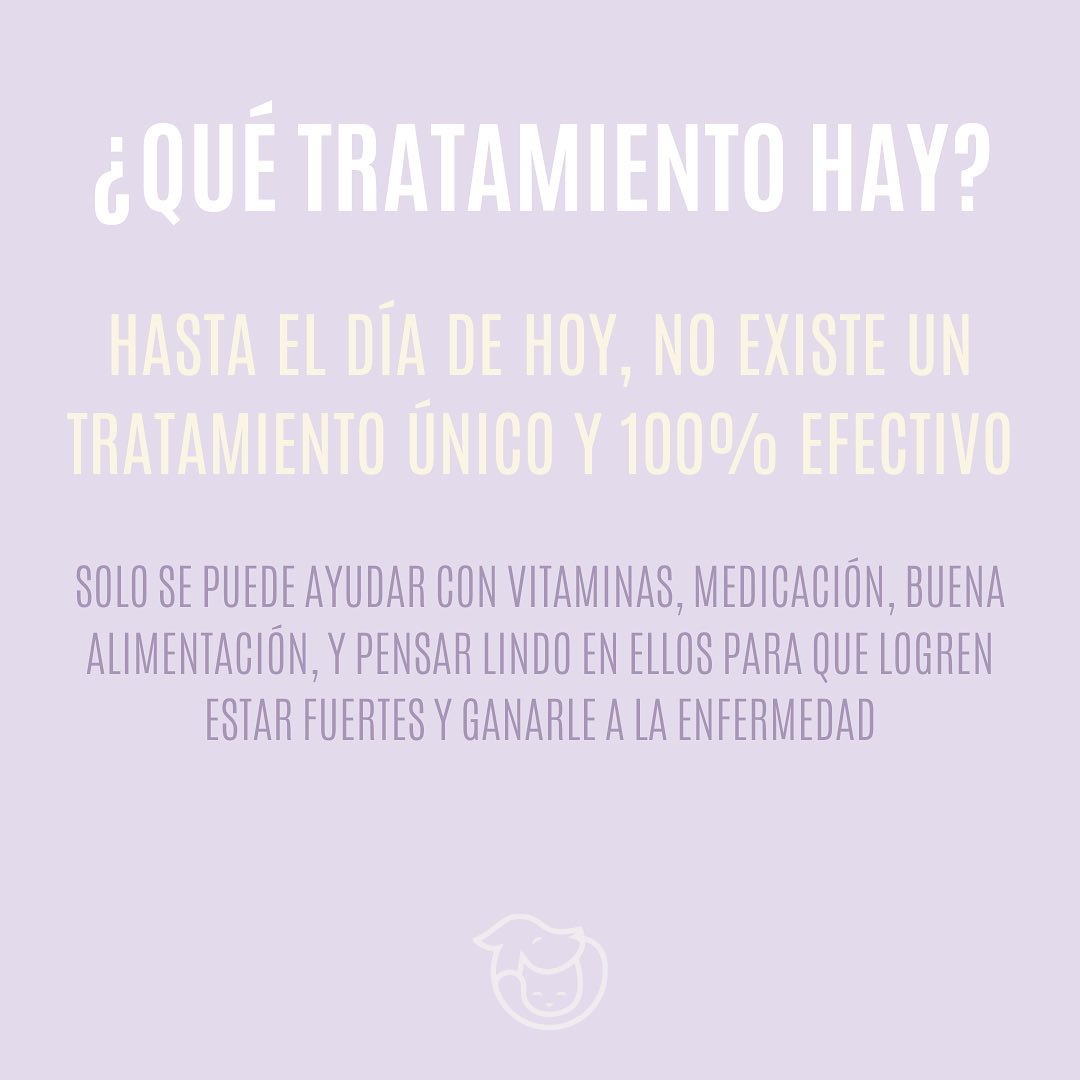 ¿QUÉ TRATAMIENTO HAY?
HASTA EL DÍA DE HOY, NO EXISTE UN
TRATAMIENTO ÚNICO Y 100% EFECTIVO
SOLO SE PUEDE AYUDAR CON VITAMINAS, MEDICACIÓN, BUENA
ALIMENTACIÓN, Y PENSAR LINDO EN ELLOS PARA QUE LOGREN
ESTAR FUERTES Y GANARLE A LA ENFERMEDAD